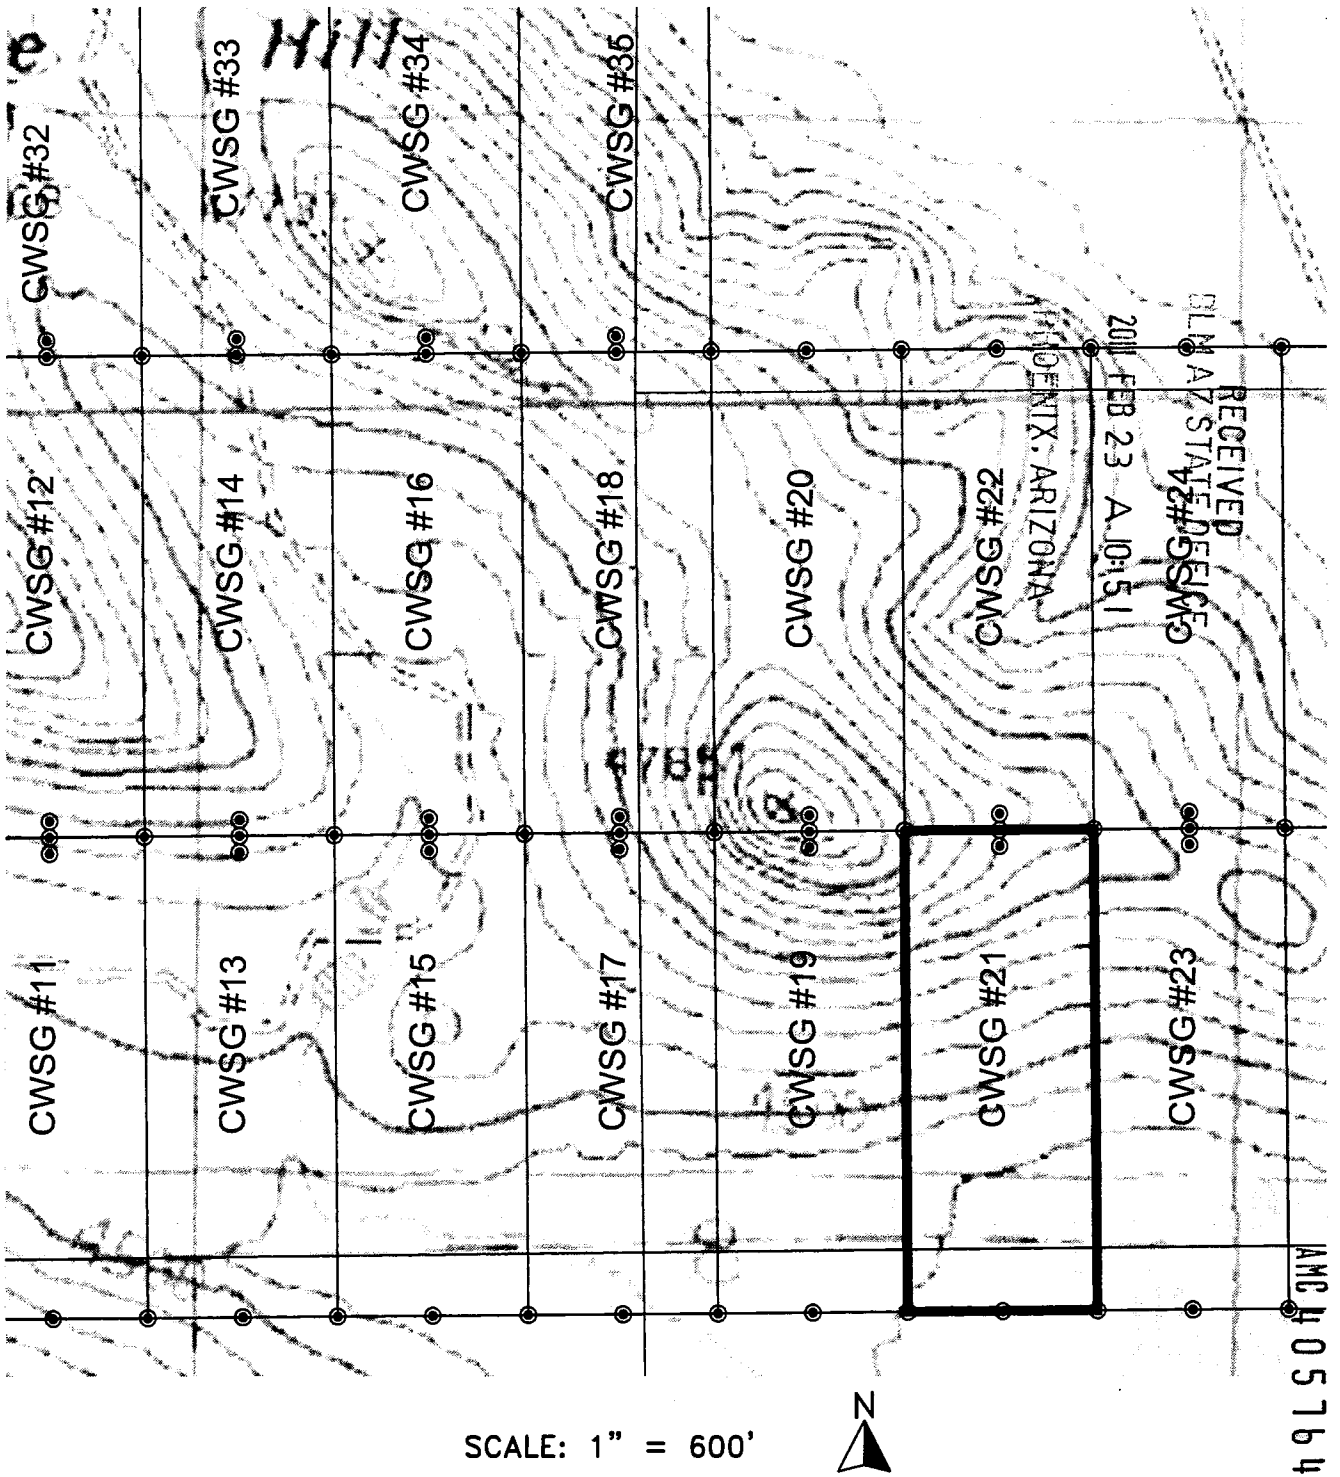 e Hill
CWSG #32
CWSG #33
CWSG #34
CWSG #35
RECEIVED
BLM AZ STATE OFFICE
2011 FEB 23 A 10:51
PHOENIX, ARIZONA
CWSG #12
CWSG #14
CWSG #16
CWSG #18
CWSG #20
CWSG #22
CWSG #24
CWSG #11
CWSG #13
CWSG #15
CWSG #17
CWSG #19
CWSG #21
CWSG #23
AMC 405764
N
SCALE: 1" = 600'